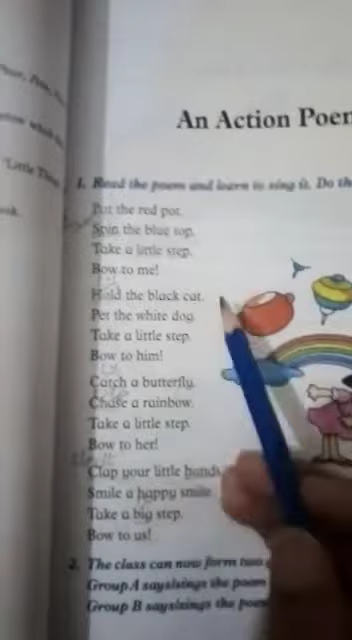 An Action Poem
'Little
1. Read the poem and learn to sing it. Do th
Put the red pot.
Spin the blue top.
Take a little step.
Bow to me!
Hold the black cat.
Pet the white dog.
Take a little step.
Bow to him!
Catch a butterfly.
Chase a rainbow.
Take a little step.
Bow to her!
Clap your little hands
Smile a happy smile
Take a big step.
Bow to us!
2. The class can now form two
Group A says/sings the poem
Group B says/sings the poem